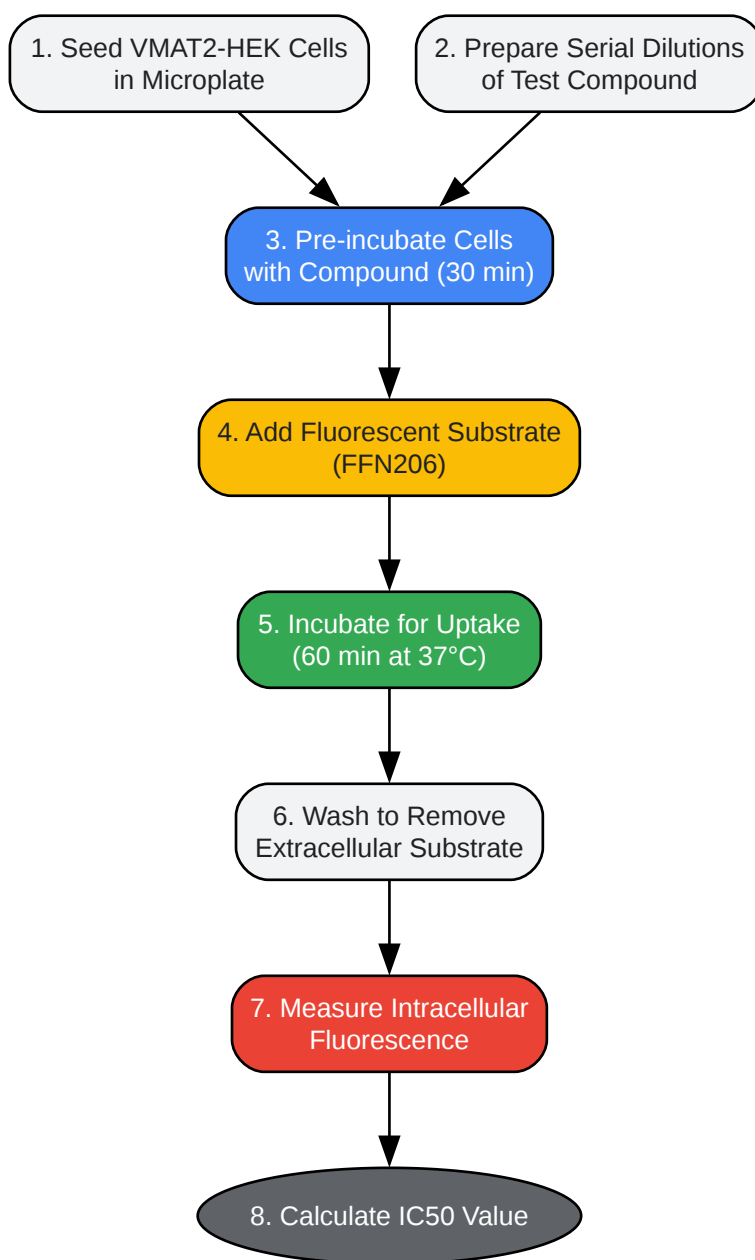 1. Seed VMAT2-HEK Cells
in Microplate
2. Prepare Serial Dilutions
of Test Compound
3. Pre-incubate Cells
with Compound (30 min)
4. Add Fluorescent Substrate
(FFN206)
5. Incubate for Uptake
(60 min at 37°C)
6. Wash to Remove
Extracellular Substrate
7. Measure Intracellular
Fluorescence
8. Calculate IC50 Value